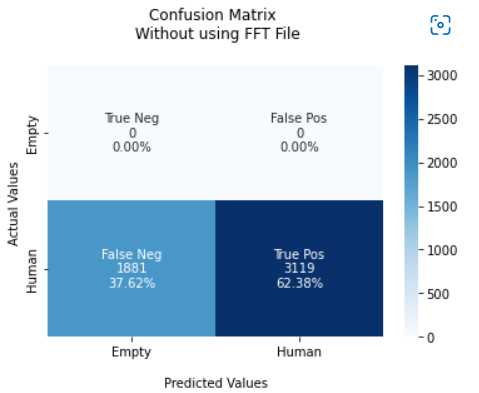 Confusion Matrix
Without using FFT File
Actual Values
Empty
Human
True Neg
0
0.00%
False Pos
0
0.00%
False Neg
1881
37.62%
True Pos
3119
62.38%
Empty
Human
Predicted Values
3000
2500
2000
1500
1000
500
0